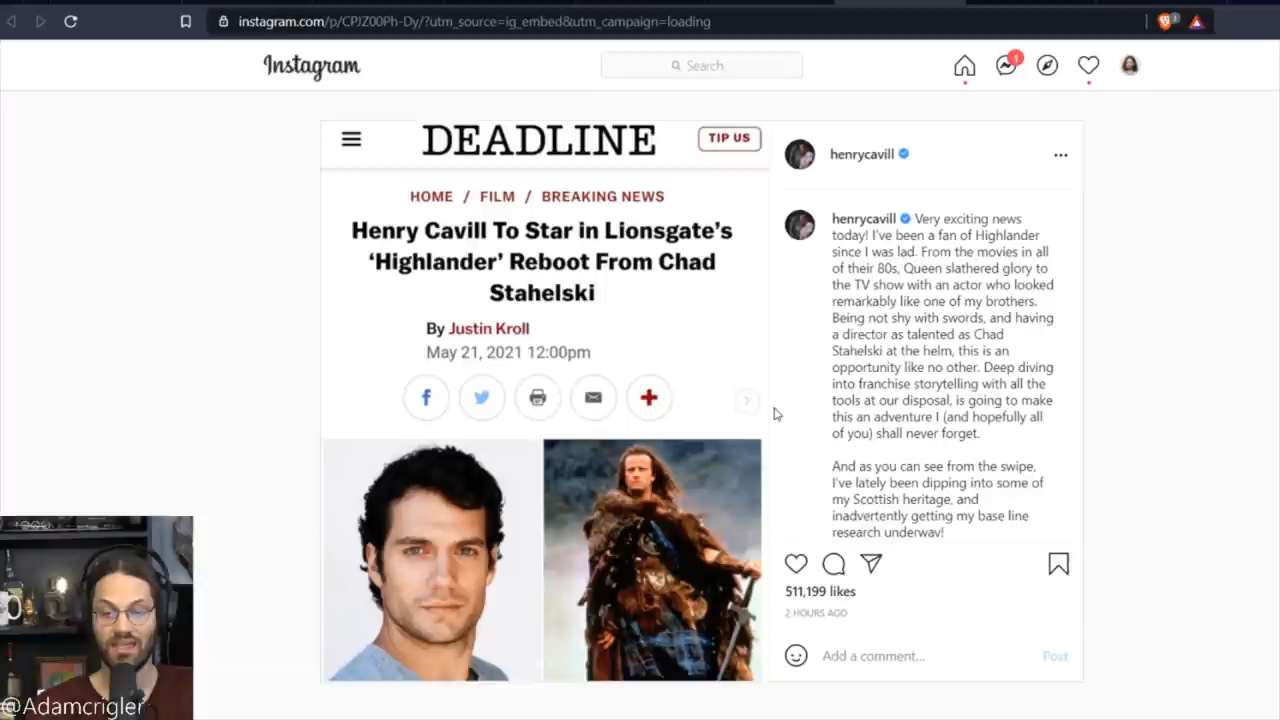 instagram.com/p/CPJZ00Ph-Dy/?utm_source=ig_embed&utm_campaign=loading
Instagram
Search
1
DEADLINE
TIP US
HOME / FILM / BREAKING NEWS
Henry Cavill To Star in Lionsgate's
'Highlander' Reboot From Chad
Stahelski
By Justin Kroll
May 21, 2021 12:00pm
henrycavill
henrycavill Very exciting news
today! I've been a fan of Highlander
since I was lad. From the movies in all
of their 80s, Queen slathered glory to
the TV show with an actor who looked
remarkably like one of my brothers.
Being not shy with swords, and having
a director as talented as Chad
Stahelski at the helm, this is an
opportunity like no other. Deep diving
into franchise storytelling with all the
tools at our disposal, is going to make
this an adventure I (and hopefully all
of you) shall never forget.
And as you can see from the swipe,
I've lately been dipping into some of
my Scottish heritage, and
inadvertently getting my base line
research underway!
511,199 likes
2 HOURS AGO
Add a comment...
Post
@Adamcrigler